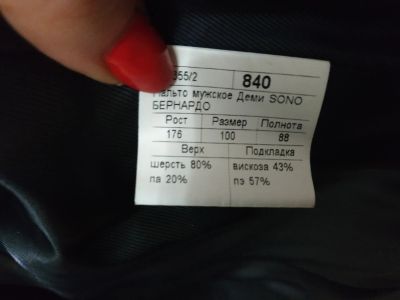 355/2 840
Пальто мужское Деми SONO
БЕРНАРДО
Рост Размер Полнота
176 100 88
Верх Подкладка
шерсть 80% вискоза 43%
па 20% пэ 57%